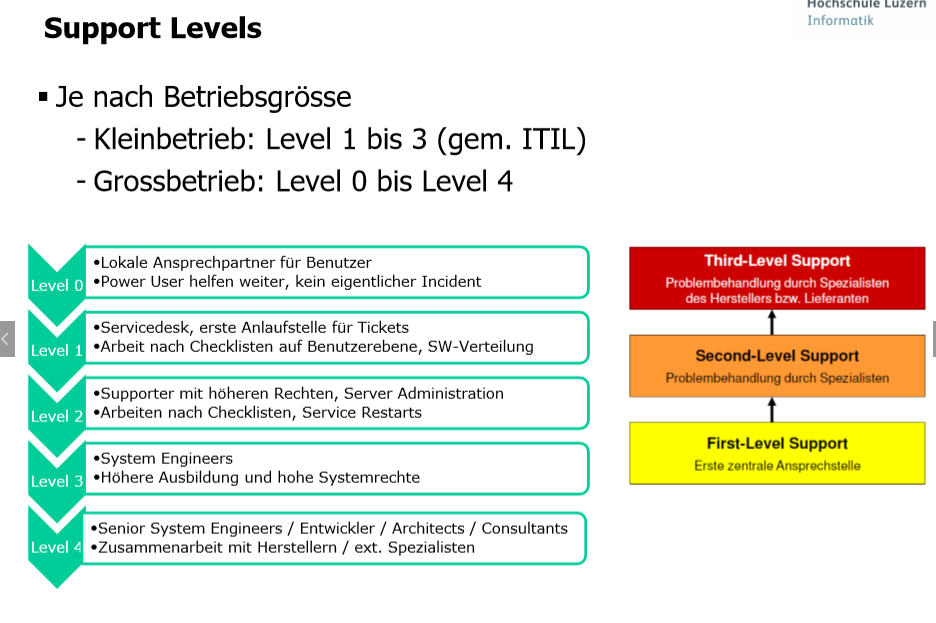 Support Levels
Hochschule Luzern
Informatik
▪ Je nach Betriebsgrösse
- Kleinbetrieb: Level 1 bis 3 (gem. ITIL)
- Grossbetrieb: Level 0 bis Level 4
Level 0
•Lokale Ansprechpartner für Benutzer
•Power User helfen weiter, kein eigentlicher Incident
Level 1
•Servicedesk, erste Anlaufstelle für Tickets
•Arbeit nach Checklisten auf Benutzerebene, SW-Verteilung
Level 2
•Supporter mit höheren Rechten, Server Administration
•Arbeiten nach Checklisten, Service Restarts
Level 3
•System Engineers
•Höhere Ausbildung und hohe Systemrechte
Level 4
•Senior System Engineers / Entwickler / Architects / Consultants
•Zusammenarbeit mit Herstellern / ext. Spezialisten
Third-Level Support
Problembehandlung durch Spezialisten
des Herstellers bzw. Lieferanten
Second-Level Support
Problembehandlung durch Spezialisten
First-Level Support
Erste zentrale Ansprechstelle